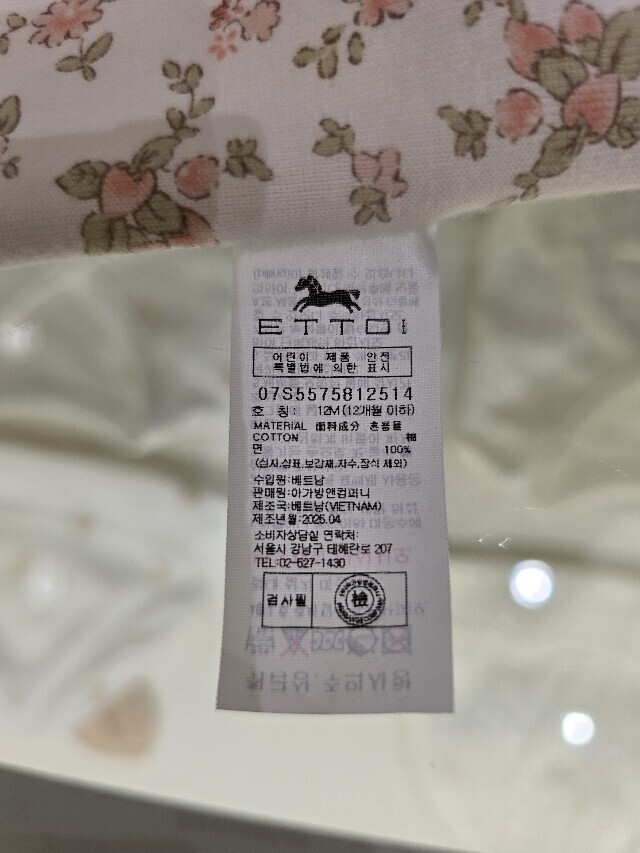 ETTOI
어린이 제품 안전
특별법에 의한 표시
07S5575812514
호 칭: 12M(12개월 이하)
MATERIAL 面料成分 혼용율
COTTON 棉
면 100%
(심사,상표,보강재,자수,장식 제외)
수입원:베트남
판매원:아가방앤컴퍼니
제조국:베트남(VIETNAM)
제조년월:2025.04
소비자상담실 연락처:
서울시 강남구 테헤란로 207
TEL:02-527-1430
검사필 檢